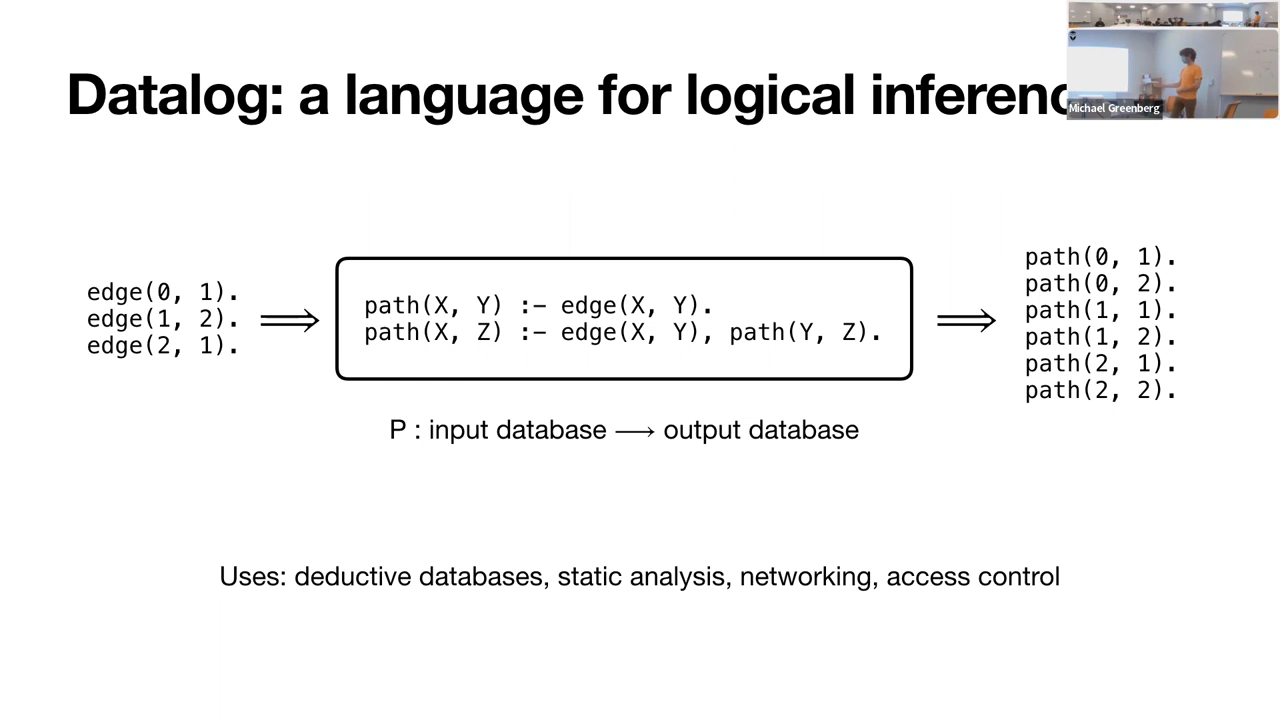 Datalog: a language for logical inferenc
Michael Greenberg
edge(0, 1).
edge(1, 2).
edge(2, 1).
path(X, Y) :- edge(X, Y).
path(X, Z) :- edge(X, Y), path(Y, Z).
path(0, 1).
path(0, 2).
path(1, 1).
path(1, 2).
path(2, 1).
path(2, 2).
P : input database ⟶ output database
Uses: deductive databases, static analysis, networking, access control